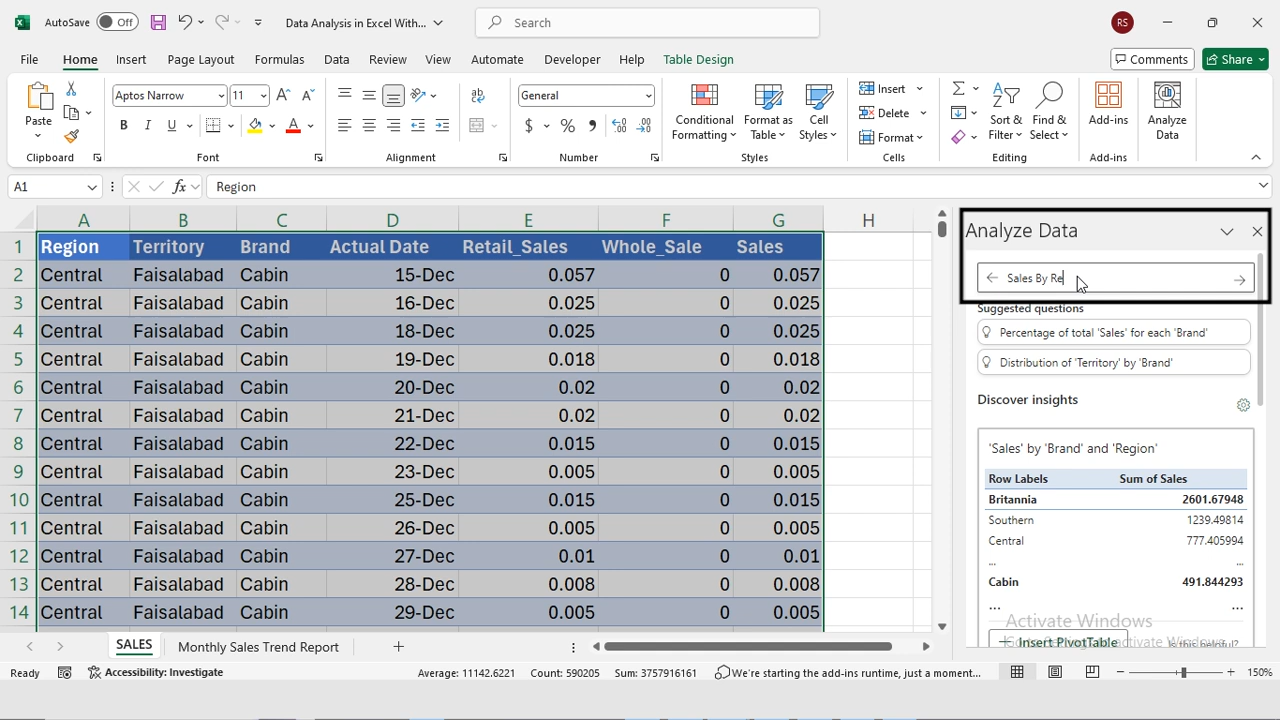 AutoSave Off Data Analysis in Excel With... Search RS
File Home Insert Page Layout Formulas Data Review View Automate Developer Help Table Design Comments Share
Paste Aptos Narrow 11 General Conditional Formatting Format as Table Cell Styles Insert Delete Format Sort & Filter Find & Select Add-ins Analyze Data
B I U A $ %
Clipboard Font Alignment Number Styles Cells Editing Add-ins
A1 fx Region
A B C D E F G H
1 Region Territory Brand Actual Date Retail_Sales Whole_Sale Sales
2 Central Faisalabad Cabin 15-Dec 0.057 0 0.057
3 Central Faisalabad Cabin 16-Dec 0.025 0 0.025
4 Central Faisalabad Cabin 18-Dec 0.025 0 0.025
5 Central Faisalabad Cabin 19-Dec 0.018 0 0.018
6 Central Faisalabad Cabin 20-Dec 0.02 0 0.02
7 Central Faisalabad Cabin 21-Dec 0.02 0 0.02
8 Central Faisalabad Cabin 22-Dec 0.015 0 0.015
9 Central Faisalabad Cabin 23-Dec 0.005 0 0.005
10 Central Faisalabad Cabin 25-Dec 0.015 0 0.015
11 Central Faisalabad Cabin 26-Dec 0.005 0 0.005
12 Central Faisalabad Cabin 27-Dec 0.01 0 0.01
13 Central Faisalabad Cabin 28-Dec 0.008 0 0.008
14 Central Faisalabad Cabin 29-Dec 0.005 0 0.005
Analyze Data
Sales By Re
Suggested questions
Percentage of total 'Sales' for each 'Brand'
Distribution of 'Territory' by 'Brand'
Discover insights
'Sales' by 'Brand' and 'Region'
Row Labels Sum of Sales
Britannia 2601.67948
Southern 1239.49814
Central 777.405994
... ...
Cabin 491.844293
... ...
Activate Windows
Insert PivotTable
Is this helpful?
SALES Monthly Sales Trend Report
Ready Accessibility: Investigate Average: 11142.6221 Count: 590205 Sum: 3757916161 We're starting the add-ins runtime, just a moment... 150%